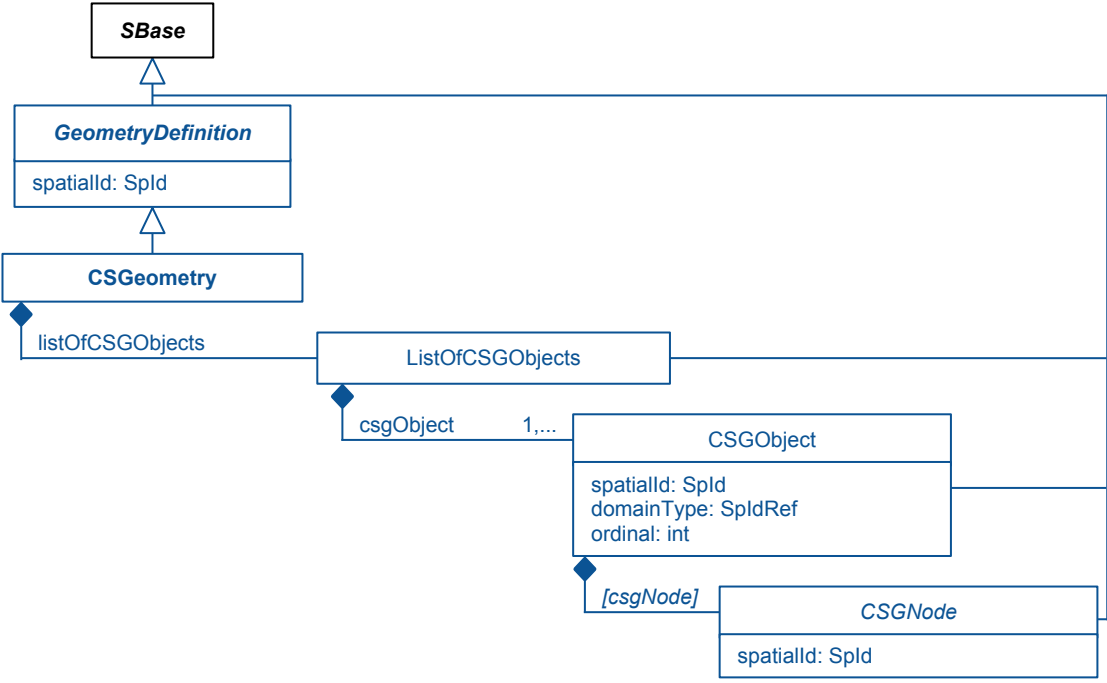 SBase
GeometryDefinition
spatialId: SpId
CSGeometry
listOfCSGObjects
ListOfCSGObjects
csgObject 1,...
CSGObject
spatialId: SpId
domainType: SpIdRef
ordinal: int
[csgNode]
CSGNode
spatialId: SpId